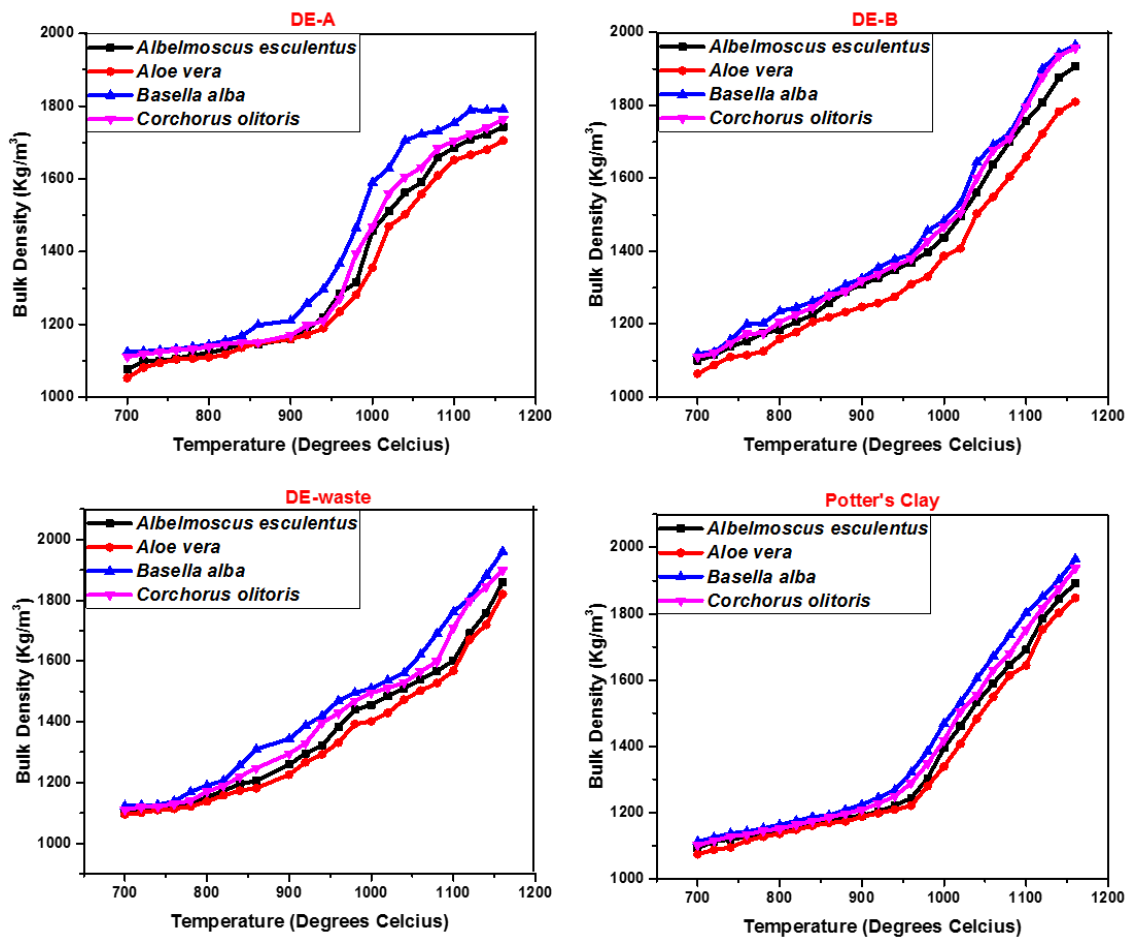 DE-A
Albelmoscus esculentus
Aloe vera
Basella alba
Corchorus olitoris
2000
1800
1600
1400
1200
1000
Bulk Density (Kg/m³)
700 800 900 1000 1100 1200
Temperature (Degrees Celcius)
DE-B
Albelmoscus esculentus
Aloe vera
Basella alba
Corchorus olitoris
2000
1800
1600
1400
1200
1000
Bulk Density (Kg/m³)
700 800 900 1000 1100 1200
Temperature (Degrees Celcius)
DE-waste
Albelmoscus esculentus
Aloe vera
Basella alba
Corchorus olitoris
2000
1800
1600
1400
1200
1000
Bulk Density (Kg/m³)
700 800 900 1000 1100 1200
Temperature (Degrees Celcius)
Potter's Clay
Albelmoscus esculentus
Aloe vera
Basella alba
Corchorus olitoris
2000
1800
1600
1400
1200
1000
Bulk Density (Kg/m³)
700 800 900 1000 1100 1200
Temperature (Degrees Celcius)